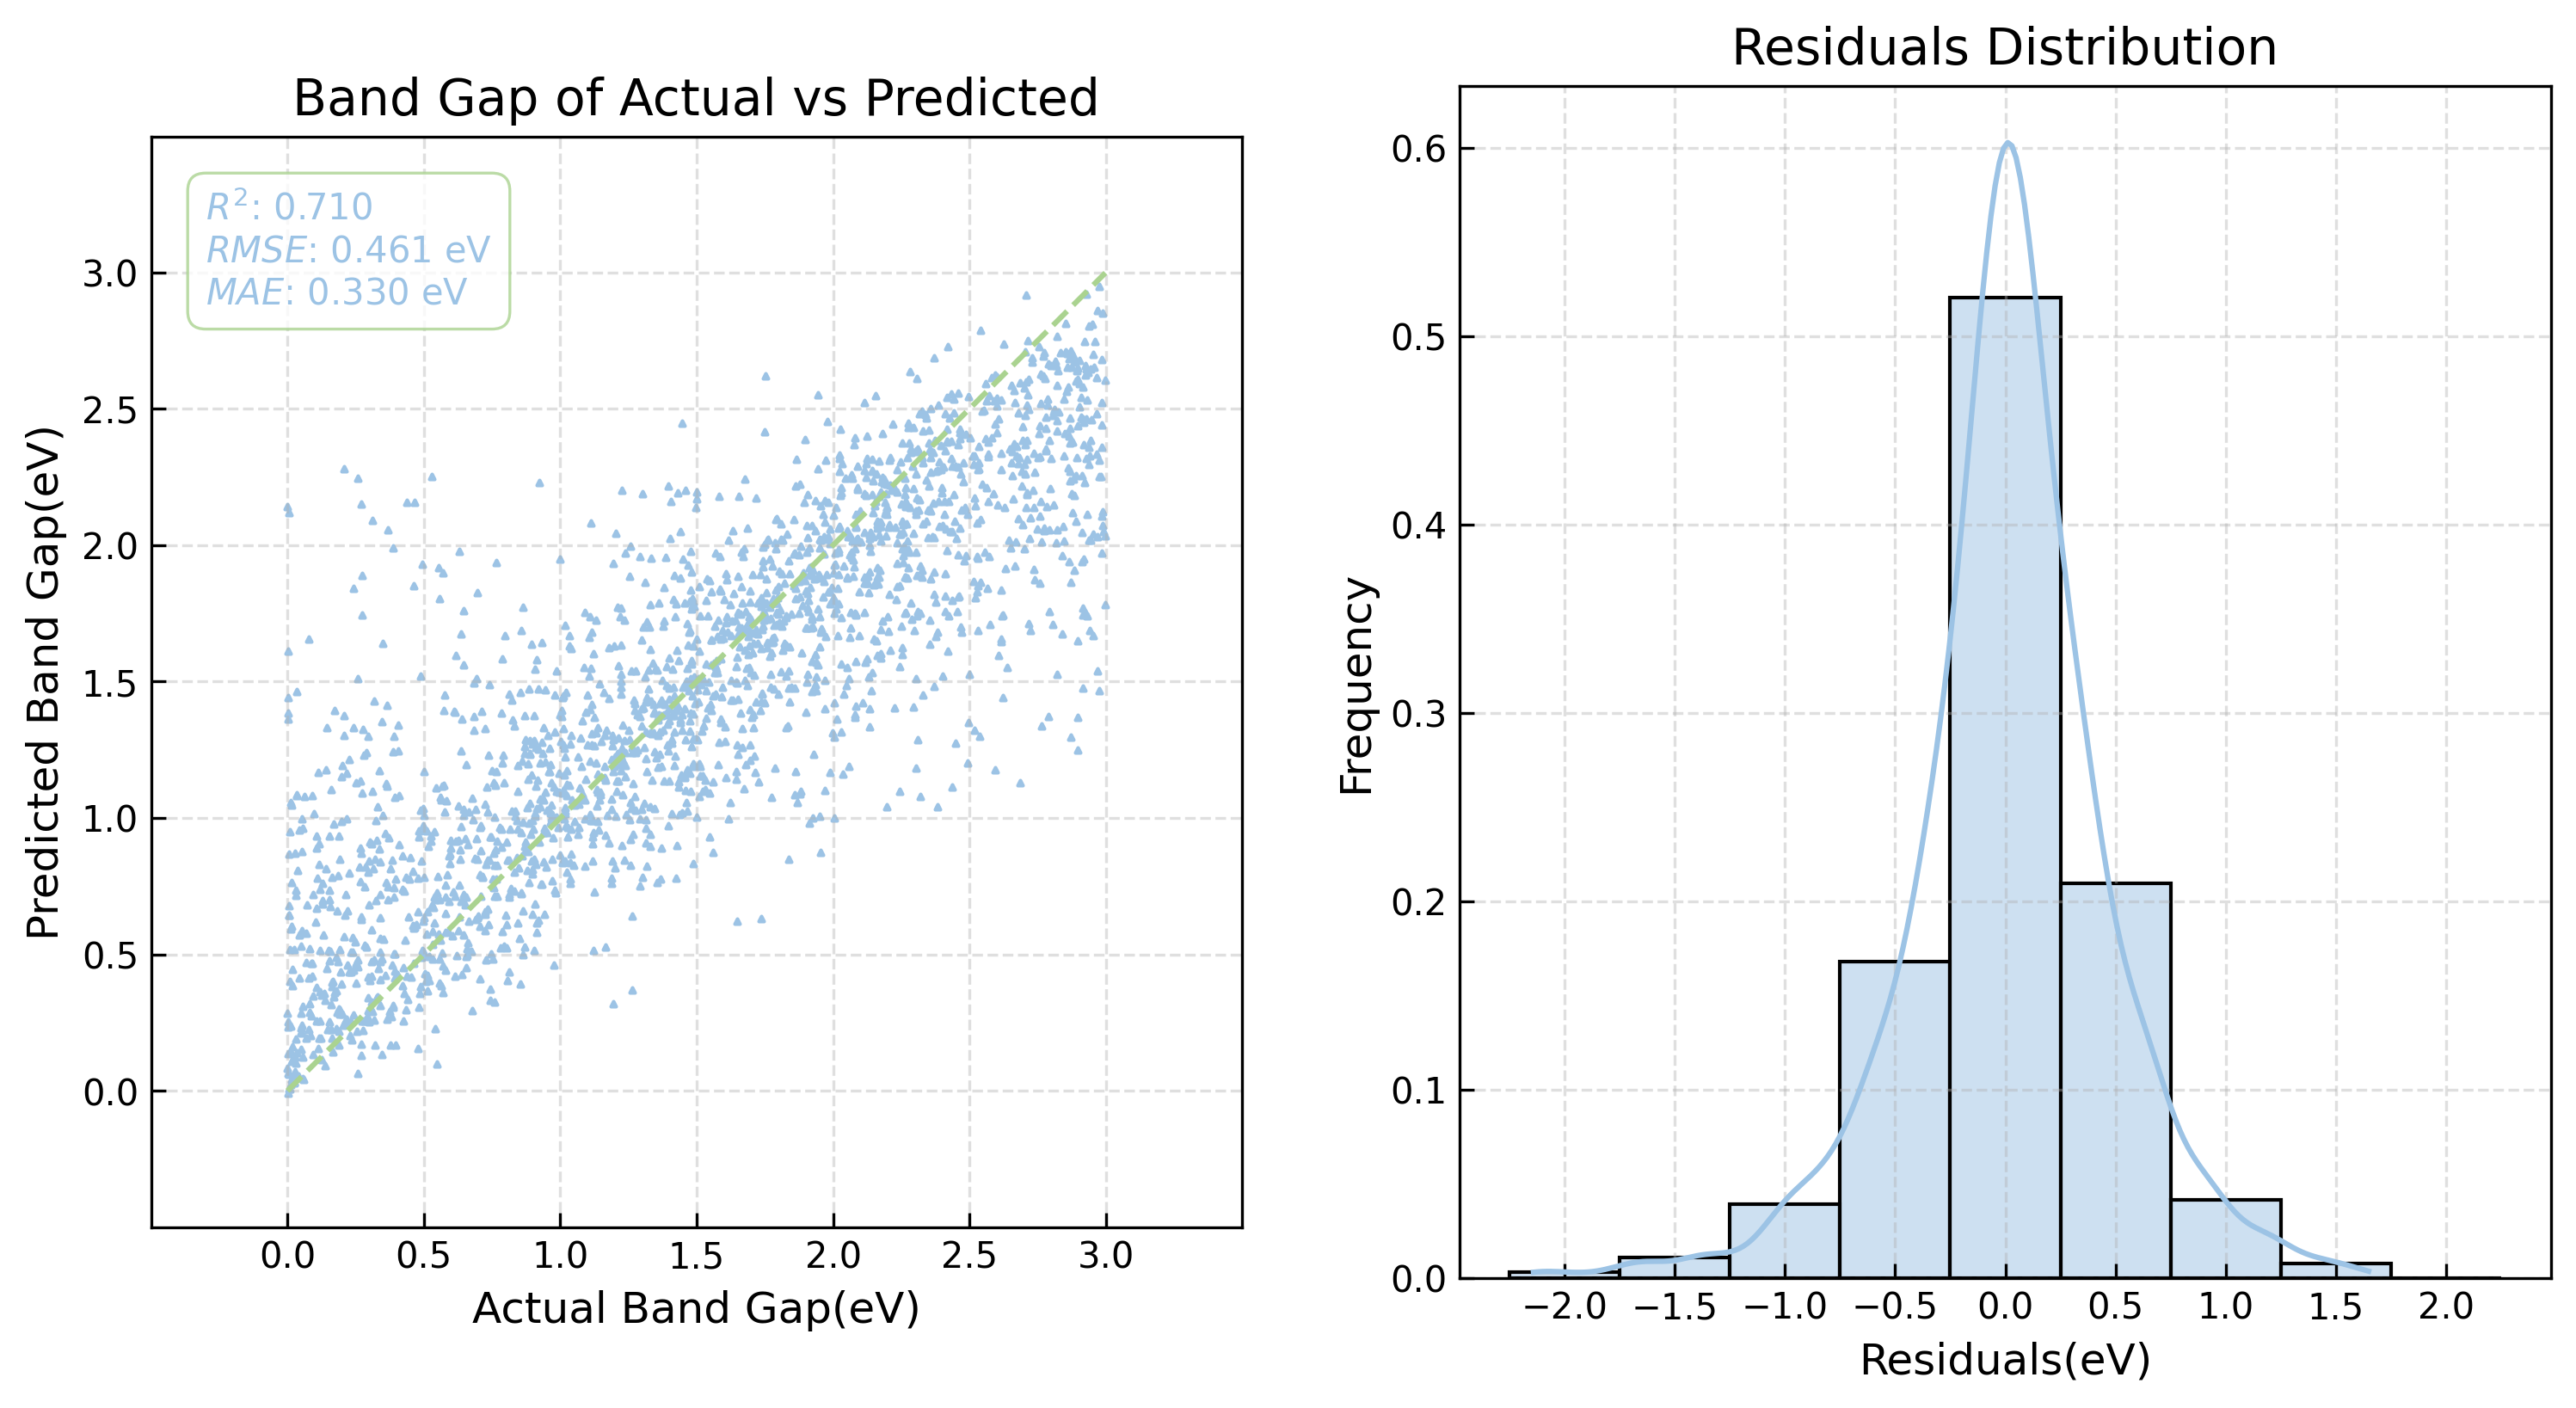 Band Gap of Actual vs Predicted
R²: 0.710
RMSE: 0.461 eV
MAE: 0.330 eV
Predicted Band Gap(eV)
3.0
2.5
2.0
1.5
1.0
0.5
0.0
0.0 0.5 1.0 1.5 2.0 2.5 3.0
Actual Band Gap(eV)
Residuals Distribution
Frequency
0.6
0.5
0.4
0.3
0.2
0.1
0.0
−2.0 −1.5 −1.0 −0.5 0.0 0.5 1.0 1.5 2.0
Residuals(eV)